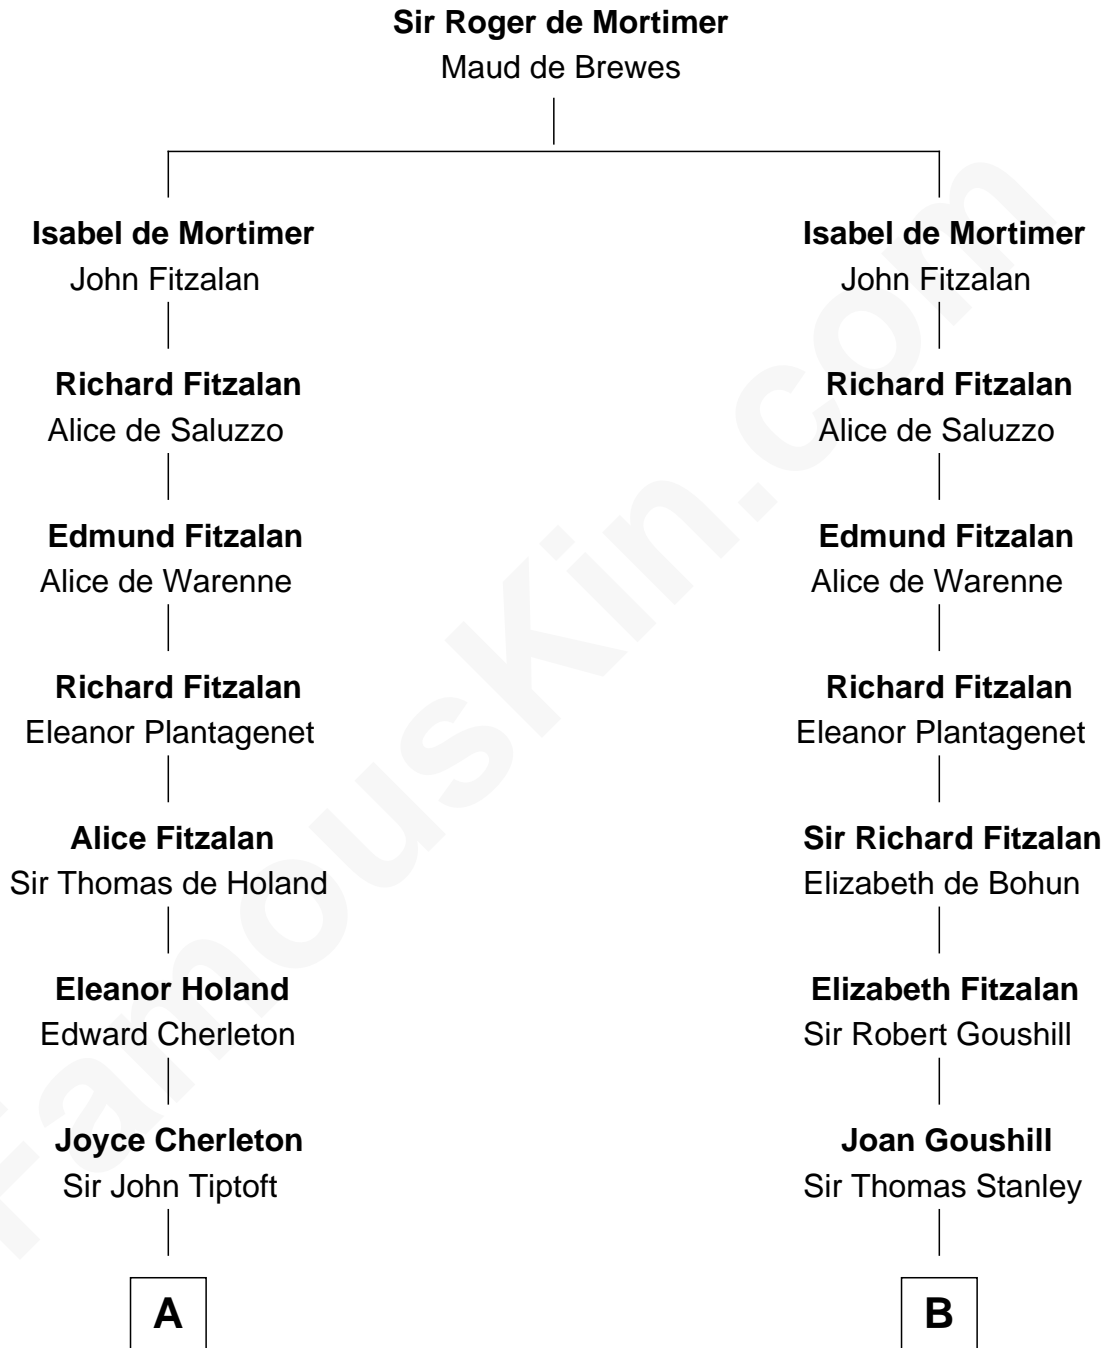 Sir Roger de Mortimer
Maud de Brewes
Isabel de Mortimer
John Fitzalan
Richard Fitzalan
Alice de Saluzzo
Edmund Fitzalan
Alice de Warenne
Richard Fitzalan
Eleanor Plantagenet
Alice Fitzalan
Sir Thomas de Holand
Eleanor Holand
Edward Cherleton
Joyce Cherleton
Sir John Tiptoft
A
Isabel de Mortimer
John Fitzalan
Richard Fitzalan
Alice de Saluzzo
Edmund Fitzalan
Alice de Warenne
Richard Fitzalan
Eleanor Plantagenet
Sir Richard Fitzalan
Elizabeth de Bohun
Elizabeth Fitzalan
Sir Robert Goushill
Joan Goushill
Sir Thomas Stanley
B
FamousKin.com